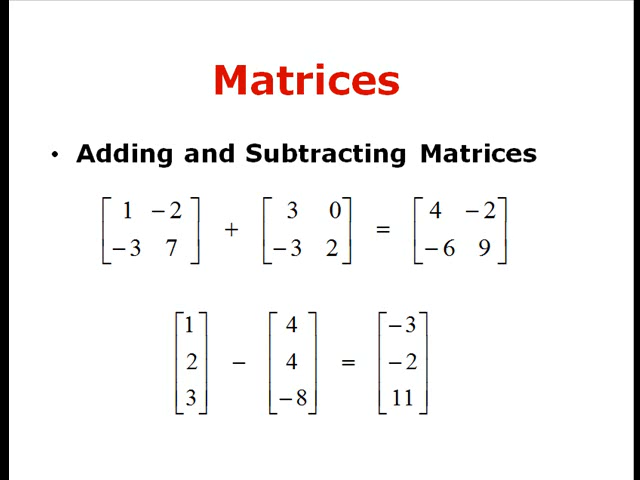 Matrices
• Adding and Subtracting Matrices
[1 −2; −3 7] + [3 0; −3 2] = [4 −2; −6 9]
[1; 2; 3] − [4; 4; −8] = [−3; −2; 11]